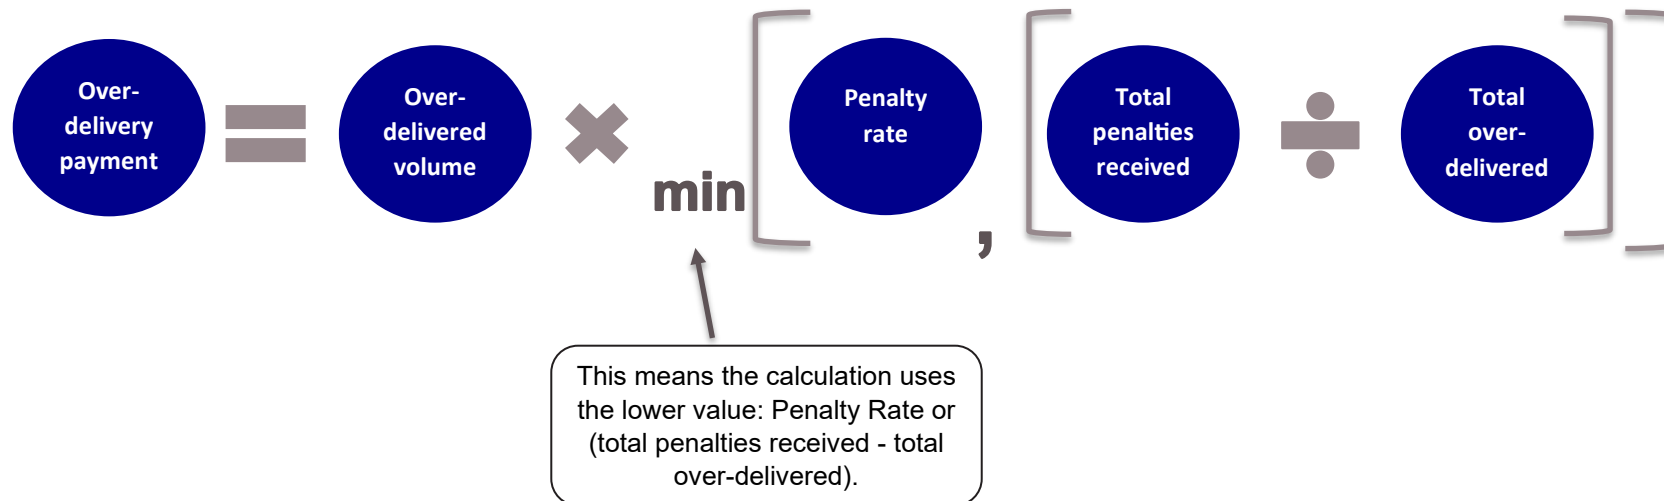 Over-
delivery
payment
Over-
delivered
volume
min
Penalty
rate
,
Total
penalties
received
Total
over-
delivered
This means the calculation uses
the lower value: Penalty Rate or
(total penalties received - total
over-delivered).